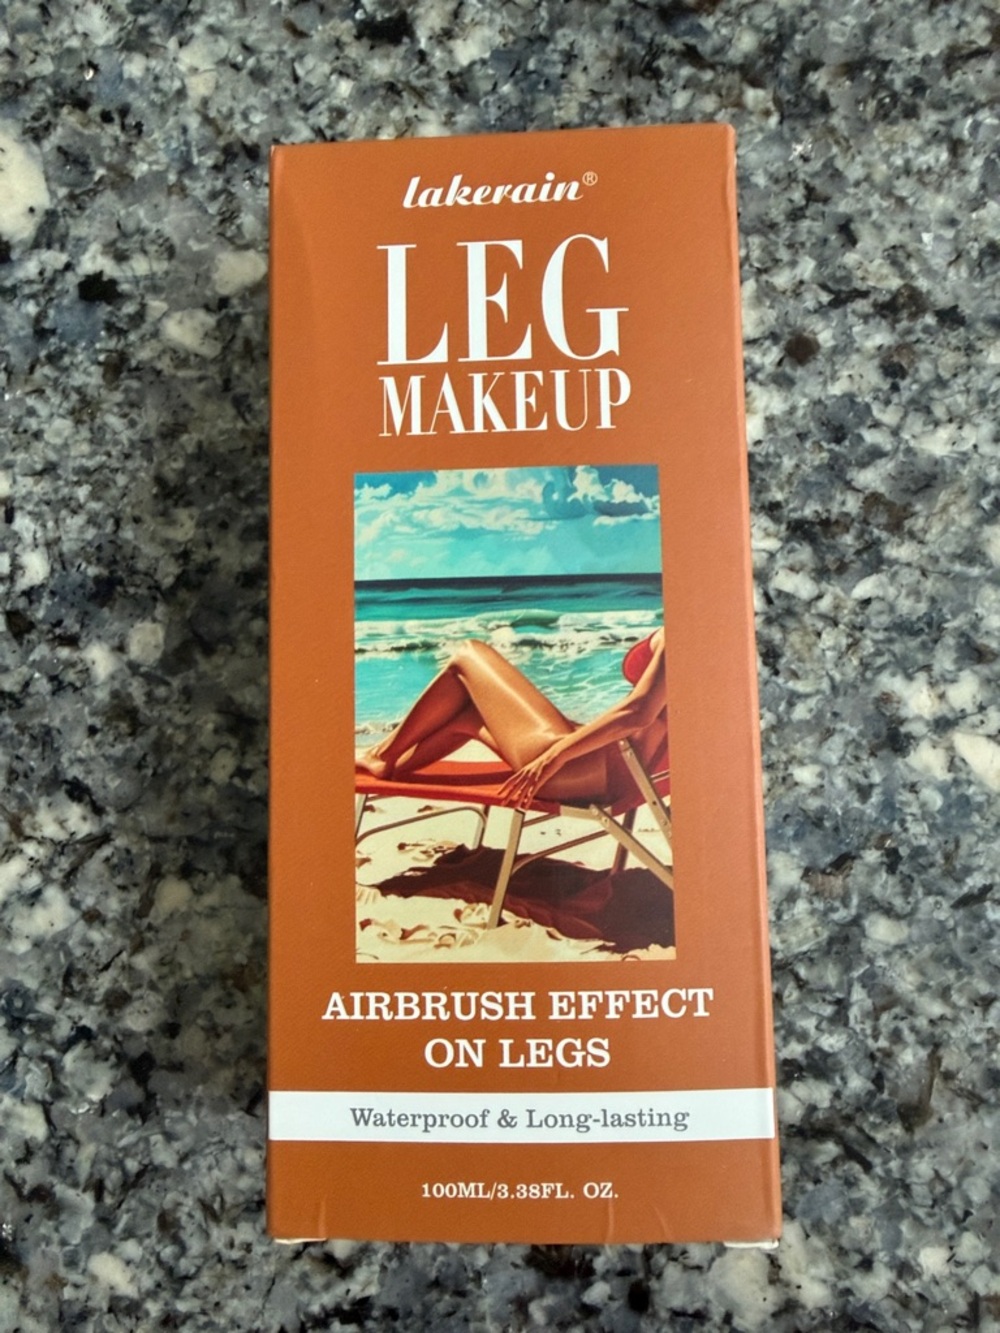 lakerain®
LEG
MAKEUP
AIRBRUSH EFFECT
ON LEGS
Waterproof & Long-lasting
100ML/3.38FL. OZ.